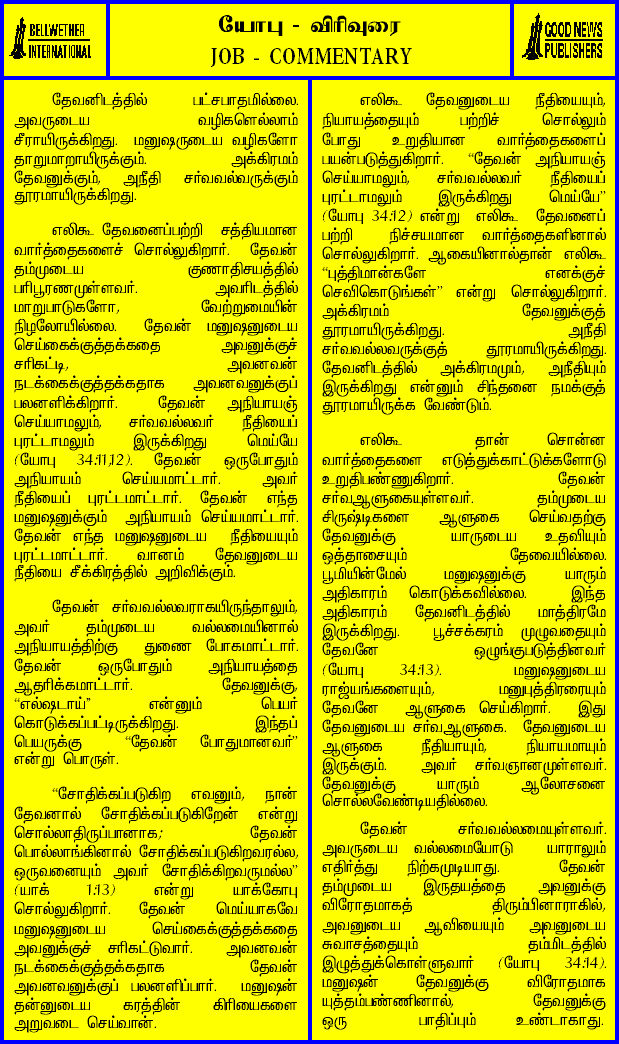 BELLWETHER
INTERNATIONAL
யோபு - விரிவுரை
JOB - COMMENTARY
GOOD NEWS
PUBLISHERS
தேவனிடத்தில் பட்சபாதமில்லை.
அவருடைய வழிகளெல்லாம்
சீராயிருக்கிறது. மனுஷருடைய வழிகளோ
தாறுமாறாயிருக்கும். அக்கிரமம்
தேவனுக்கும், அநீதி சர்வவல்வருக்கும்
தூரமாயிருக்கிறது.
எலிகூ தேவனைப்பற்றி சத்தியமான
வார்த்தைகளைச் சொல்லுகிறார். தேவன்
தம்முடைய குணாதிசயத்தில்
பரிபூரணமுள்ளவர். அவரிடத்தில்
மாறுபாடுகளோ, வேற்றுமையின்
நிழலோயில்லை. தேவன் மனுஷனுடைய
செய்கைக்குத்தக்கதை அவனுக்குச்
சரிகட்டி, அவனவன்
நடக்கைக்குத்தக்கதாக அவனவனுக்குப்
பலனளிக்கிறார். தேவன் அநியாயஞ்
செய்யாமலும், சர்வவல்லவர் நீதியைப்
புரட்டாமலும் இருக்கிறது மெய்யே
(யோபு 34:11,12). தேவன் ஒருபோதும்
அநியாயம் செய்யமாட்டார். அவர்
நீதியைப் புரட்டமாட்டார். தேவன் எந்த
மனுஷனுக்கும் அநியாயம் செய்யமாட்டார்.
தேவன் எந்த மனுஷனுடைய நீதியையும்
புரட்டமாட்டார். வானம் தேவனுடைய
நீதியை சீக்கிரத்தில் அறிவிக்கும்.
தேவன் சர்வவல்லவராகயிருந்தாலும்,
அவர் தம்முடைய வல்லமையினால்
அநியாயத்திற்கு துணை போகமாட்டார்.
தேவன் ஒருபோதும் அநியாயத்தை
ஆதரிக்கமாட்டார். தேவனுக்கு,
“எல்ஷடாய்” என்னும் பெயர்
கொடுக்கப்பட்டிருக்கிறது. இந்தப்
பெயருக்கு “தேவன் போதுமானவர்”
என்று பொருள்.
“சோதிக்கப்படுகிற எவனும், நான்
தேவனால் சோதிக்கப்படுகிறேன் என்று
சொல்லாதிருப்பானாக; தேவன்
பொல்லாங்கினால் சோதிக்கப்படுகிறவரல்ல,
ஒருவனையும் அவர் சோதிக்கிறவருமல்ல”
(யாக் 1:13) என்று யாக்கோபு
சொல்லுகிறார். தேவன் மெய்யாகவே
மனுஷனுடைய செய்கைக்குத்தக்கதை
அவனுக்குச் சரிகட்டுவார். அவனவன்
நடக்கைக்குத்தக்கதாக தேவன்
அவனவனுக்குப் பலனளிப்பார். மனுஷன்
தன்னுடைய கரத்தின் கிரியைகளை
அறுவடை செய்வான்.
எலிகூ தேவனுடைய நீதியையும்,
நியாயத்தையும் பற்றிச் சொல்லும்
போது உறுதியான வார்த்தைகளைப்
பயன்படுத்துகிறார். “தேவன் அநியாயஞ்
செய்யாமலும், சர்வவல்லவர் நீதியைப்
புரட்டாமலும் இருக்கிறது மெய்யே”
(யோபு 34:12) என்று எலிகூ தேவனைப்
பற்றி நிச்சயமான வார்த்தைகளினால்
சொல்லுகிறார். ஆகையினால்தான் எலிகூ
“புத்திமான்களே எனக்குச்
செவிகொடுங்கள்” என்று சொல்லுகிறார்.
அக்கிரமம் தேவனுக்குத்
தூரமாயிருக்கிறது. அநீதி
சர்வவல்லவருக்குத் தூரமாயிருக்கிறது.
தேவனிடத்தில் அக்கிரமமும், அநீதியும்
இருக்கிறது என்னும் சிந்தனை நமக்குத்
தூரமாயிருக்க வேண்டும்.
எலிகூ தான் சொன்ன
வார்த்தைகளை எடுத்துக்காட்டுக்களோடு
உறுதிபண்ணுகிறார். தேவன்
சர்வஆளுகையுள்ளவர். தம்முடைய
சிருஷ்டிகளை ஆளுகை செய்வதற்கு
தேவனுக்கு யாருடைய உதவியும்
ஒத்தாசையும் தேவையில்லை.
பூமியின்மேல் மனுஷனுக்கு யாரும்
அதிகாரம் கொடுக்கவில்லை. இந்த
அதிகாரம் தேவனிடத்தில் மாத்திரமே
இருக்கிறது. பூச்சக்கரம் முழுவதையும்
தேவனே ஒழுங்குபடுத்தினவர்
(யோபு 34:13). மனுஷனுடைய
ராஜ்யங்களையும், மனுபுத்திரரையும்
தேவனே ஆளுகை செய்கிறார். இது
தேவனுடைய சர்வஆளுகை. தேவனுடைய
ஆளுகை நீதியாயும், நியாயமாயும்
இருக்கும். அவர் சர்வஞானமுள்ளவர்.
தேவனுக்கு யாரும் ஆலோசனை
சொல்லவேண்டியதில்லை.
தேவன் சர்வவல்லமையுள்ளவர்.
அவருடைய வல்லமையோடு யாராலும்
எதிர்த்து நிற்கமுடியாது. தேவன்
தம்முடைய இருதயத்தை அவனுக்கு
விரோதமாகத் திரும்பினாராகில்,
அவனுடைய ஆவியையும் அவனுடைய
சுவாசத்தையும் தம்மிடத்தில்
இழுத்துக்கொள்ளுவார் (யோபு 34:14).
மனுஷன் தேவனுக்கு விரோதமாக
யுத்தம்பண்ணினால், தேவனுக்கு
ஒரு பாதிப்பும் உண்டாகாது.